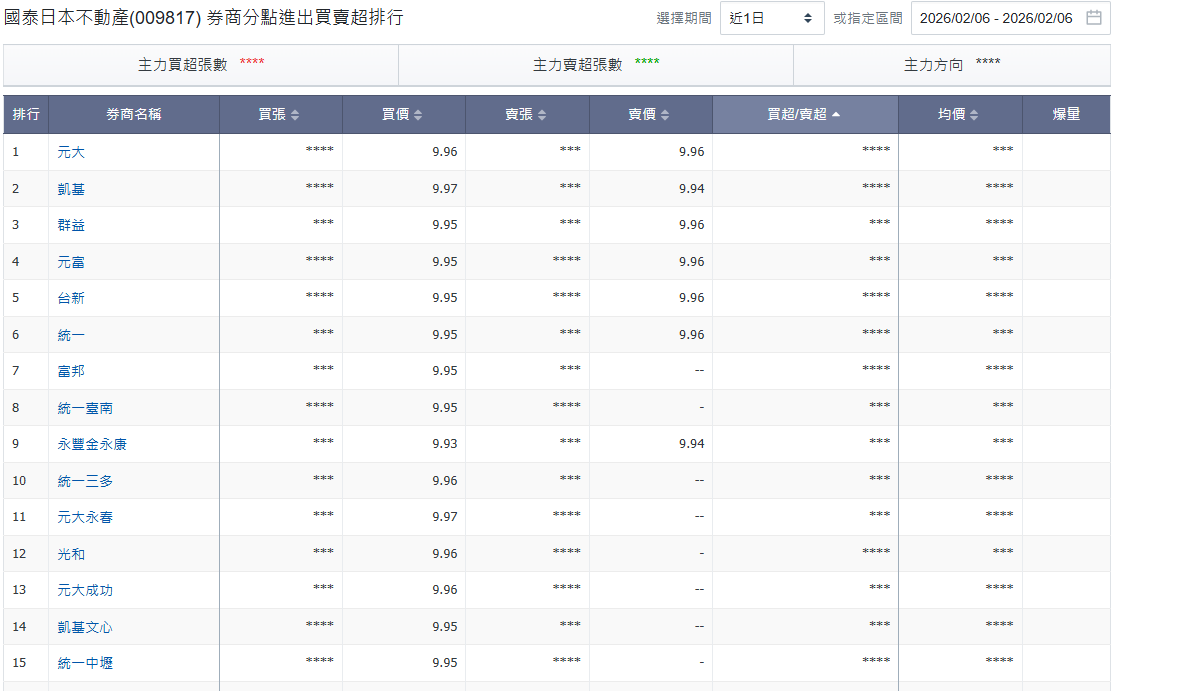 國泰日本不動產(009817) 券商分點進出買賣超排行 選擇期間 近1日 或指定區間 2026/02/06 - 2026/02/06
主力買超張數 **** 主力賣超張數 **** 主力方向 ****
排行 券商名稱 買張 買價 賣張 賣價 買超/賣超 均價 爆量
1 元大 **** 9.96 *** 9.96 **** ***
2 凱基 **** 9.97 *** 9.94 **** ****
3 群益 *** 9.95 *** 9.96 *** ****
4 元富 **** 9.95 **** 9.96 *** ***
5 台新 **** 9.95 **** 9.96 *** ****
6 統一 *** 9.95 *** 9.96 **** ***
7 富邦 *** 9.95 *** -- **** ****
8 統一臺南 **** 9.95 **** - *** ***
9 永豐金永康 *** 9.93 *** 9.94 *** ***
10 統一三多 *** 9.96 *** -- *** ****
11 元大永春 *** 9.97 **** -- *** ****
12 光和 *** 9.96 **** - **** ***
13 元大成功 *** 9.96 **** -- *** ****
14 凱基文心 **** 9.95 *** -- *** ****
15 統一中壢 **** 9.95 **** - **** ****